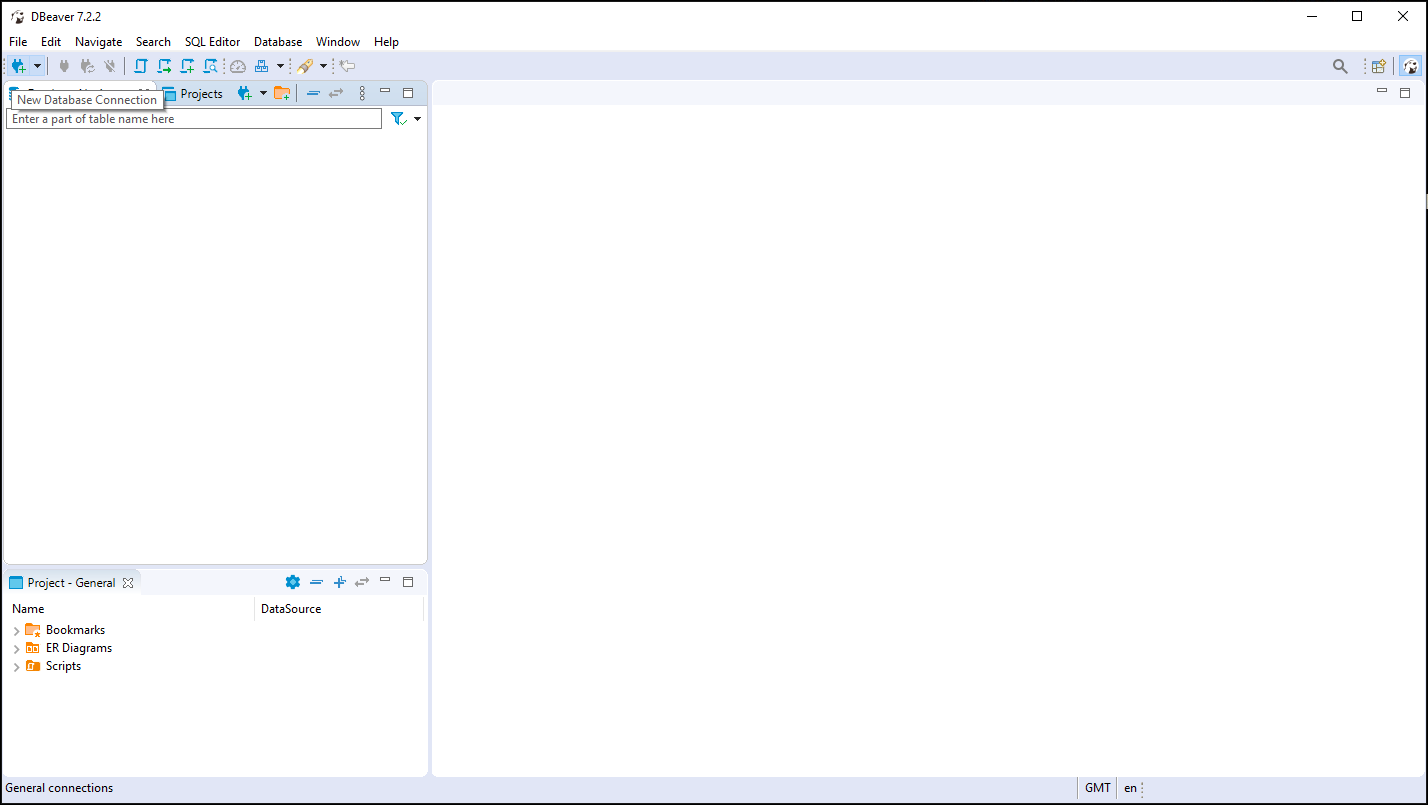 DBeaver 7.2.2
File Edit Navigate Search SQL Editor Database Window Help
Projects
New Database Connection
Enter a part of table name here
Project - General
Name DataSource
Bookmarks
ER Diagrams
Scripts
General connections GMT en